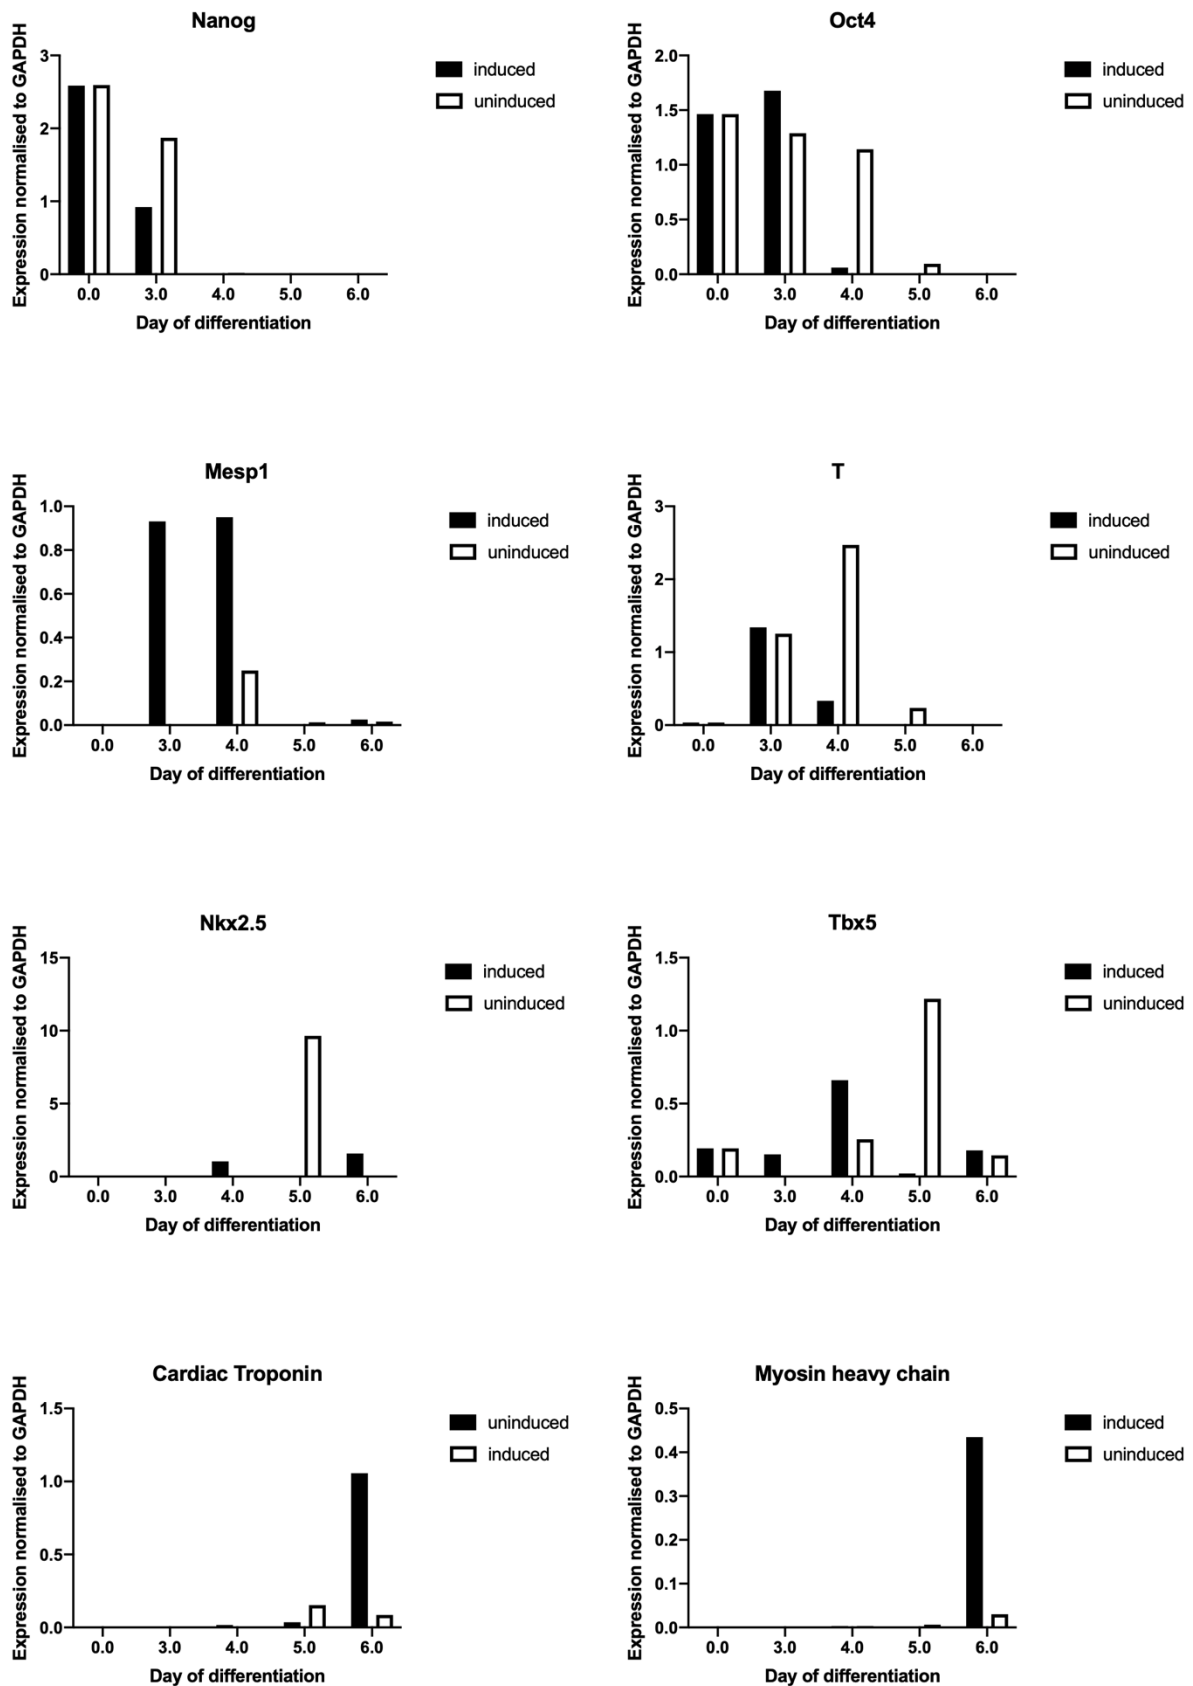 Nanog
Expression normalised to GAPDH
3
2
1
0
0.0 3.0 4.0 5.0 6.0
Day of differentiation
induced
uninduced
Oct4
Expression normalised to GAPDH
2.0
1.5
1.0
0.5
0.0
0.0 3.0 4.0 5.0 6.0
Day of differentiation
induced
uninduced
Mesp1
Expression normalised to GAPDH
1.0
0.8
0.6
0.4
0.2
0.0
0.0 3.0 4.0 5.0 6.0
Day of differentiation
induced
uninduced
T
Expression normalised to GAPDH
3
2
1
0
0.0 3.0 4.0 5.0 6.0
Day of differentiation
induced
uninduced
Nkx2.5
Expression normalised to GAPDH
15
10
5
0
0.0 3.0 4.0 5.0 6.0
Day of differentiation
induced
uninduced
Tbx5
Expression normalised to GAPDH
1.5
1.0
0.5
0.0
0.0 3.0 4.0 5.0 6.0
Day of differentiation
induced
uninduced
Cardiac Troponin
Expression normalised to GAPDH
1.5
1.0
0.5
0.0
0.0 3.0 4.0 5.0 6.0
Day of differentiation
uninduced
induced
Myosin heavy chain
Expression normalised to GAPDH
0.5
0.4
0.3
0.2
0.1
0.0
0.0 3.0 4.0 5.0 6.0
Day of differentiation
induced
uninduced